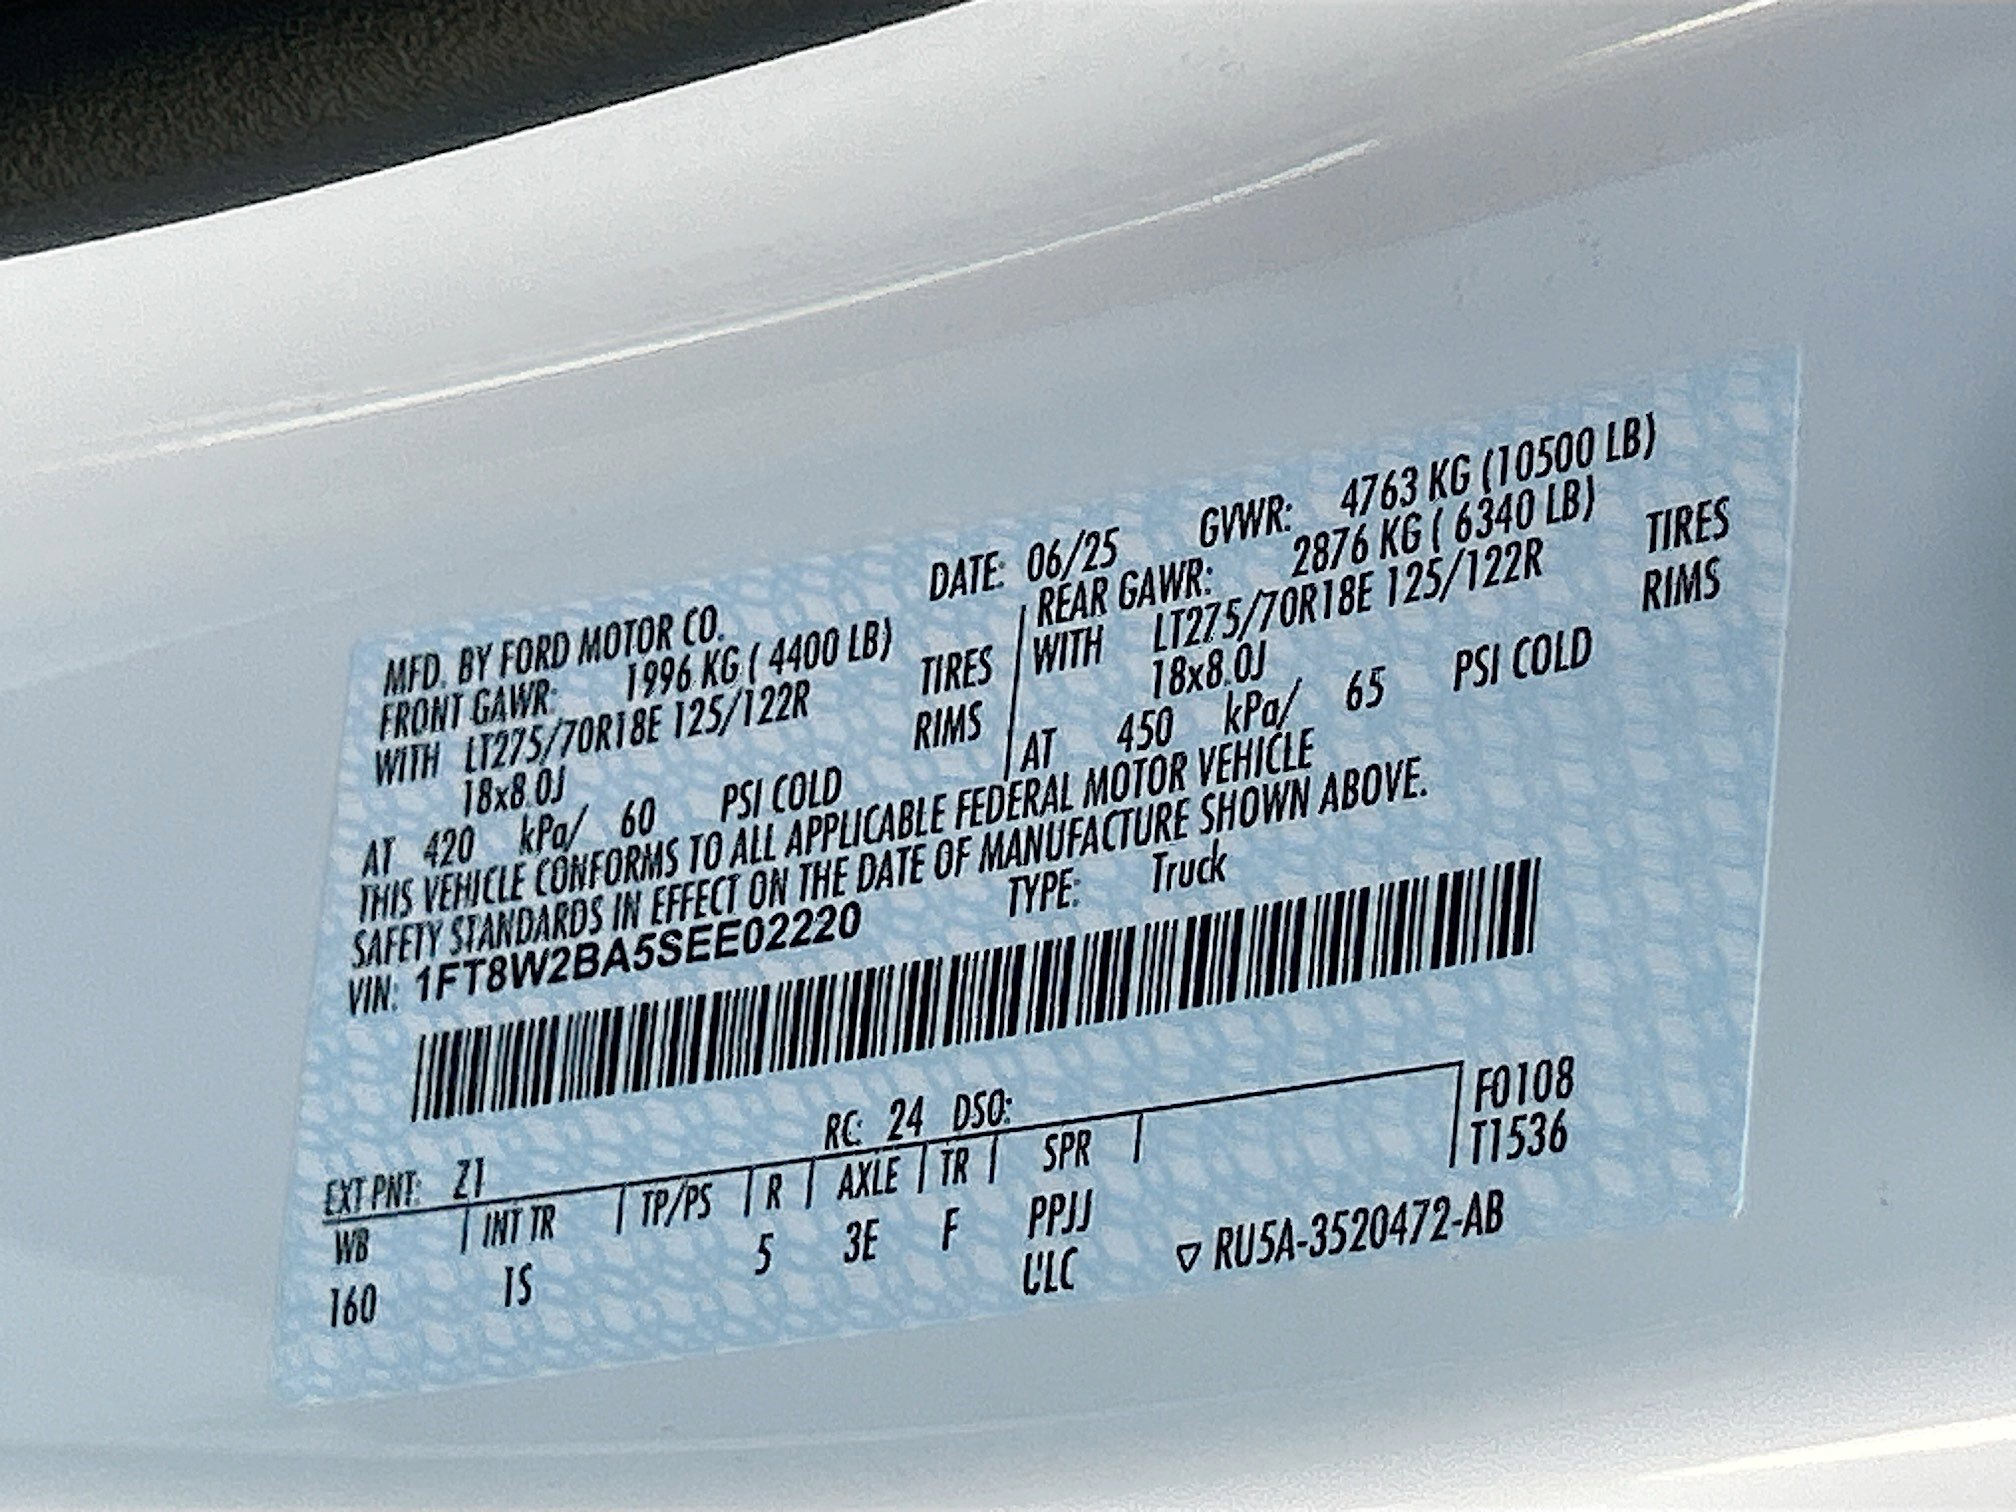 MFD. BY FORD MOTOR CO. DATE: 06/25 GVWR: 4763 KG (10500 LB)
FRONT GAWR: 1996 KG ( 4400 LB) REAR GAWR: 2876 KG ( 6340 LB)
WITH LT275/70R18E 125/122R TIRES WITH LT275/70R18E 125/122R TIRES
18x8.0J RIMS 18x8.0J RIMS
AT 420 kPa/ 60 PSI COLD AT 450 kPa/ 65 PSI COLD
THIS VEHICLE CONFORMS TO ALL APPLICABLE FEDERAL MOTOR VEHICLE
SAFETY STANDARDS IN EFFECT ON THE DATE OF MANUFACTURE SHOWN ABOVE.
VIN: 1FT8W2BA5SEE02220 TYPE: Truck
EXT PNT: Z1 RC: 24 DSO: F0108
WB INT TR TP/PS R AXLE TR SPR T1536
160 1S 5 3E F PPJJ
ULC RU5A-3520472-AB